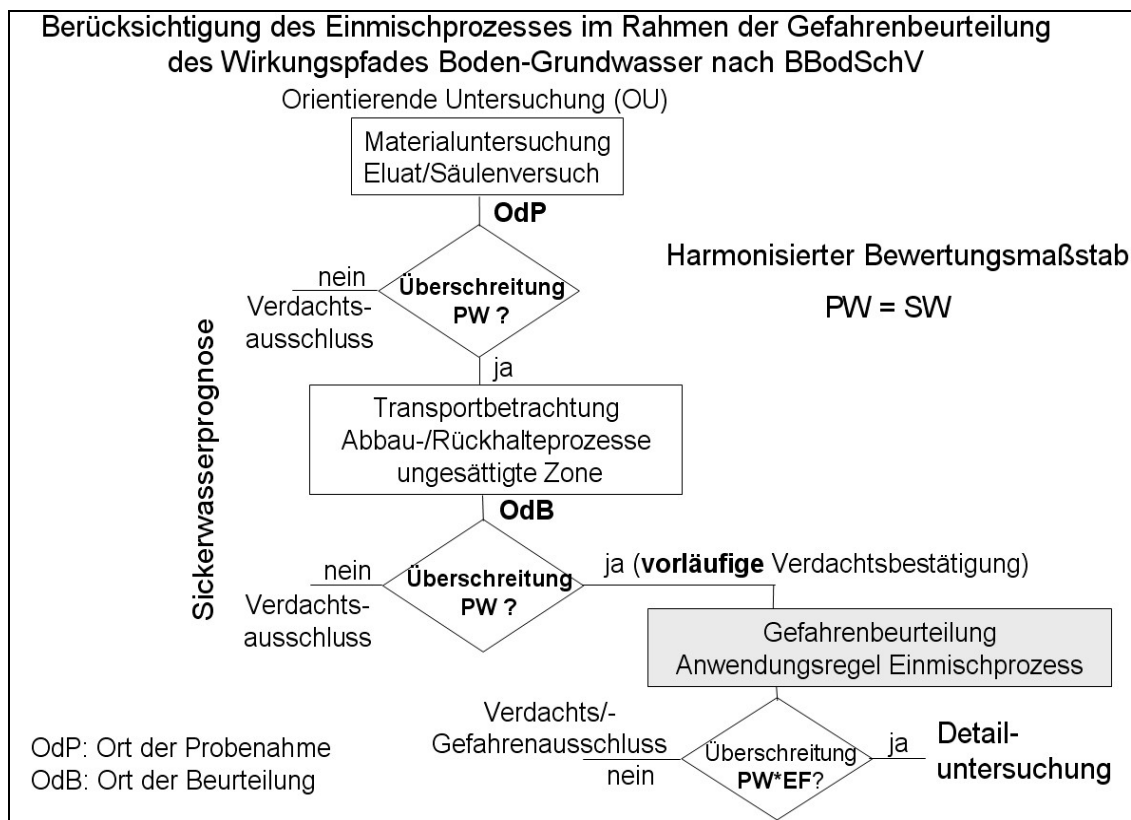 Berücksichtigung des Einmischprozesses im Rahmen der Gefahrenbeurteilung
des Wirkungspfades Boden-Grundwasser nach BBodSchV
Orientierende Untersuchung (OU)
Materialuntersuchung
Eluat/Säulenversuch
OdP
Harmonisierter Bewertungsmaßstab
PW = SW
nein
Verdachts-
ausschluss
Überschreitung
PW ?
ja
Sickerwasserprognose
Transportbetrachtung
Abbau-/Rückhalteprozesse
ungesättigte Zone
OdB
nein
Verdachts-
ausschluss
Überschreitung
PW ?
ja (vorläufige Verdachtsbestätigung)
Gefahrenbeurteilung
Anwendungsregel Einmischprozess
Verdachts/-
Gefahrenausschluss
nein
Überschreitung
PW*EF?
ja
Detail-
untersuchung
OdP: Ort der Probenahme
OdB: Ort der Beurteilung